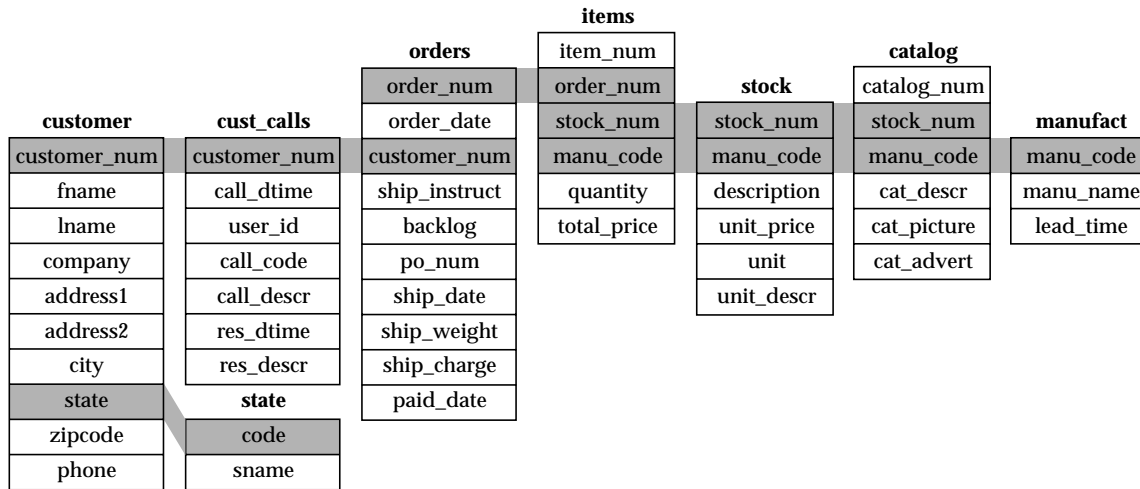 customer
customer_num
fname
lname
company
address1
address2
city
state
zipcode
phone
cust_calls
customer_num
call_dtime
user_id
call_code
call_descr
res_dtime
res_descr
state
code
sname
orders
order_num
order_date
customer_num
ship_instruct
backlog
po_num
ship_date
ship_weight
ship_charge
paid_date
items
item_num
order_num
stock_num
manu_code
quantity
total_price
stock
stock_num
manu_code
description
unit_price
unit
unit_descr
catalog
catalog_num
stock_num
manu_code
cat_descr
cat_picture
cat_advert
manufact
manu_code
manu_name
lead_time